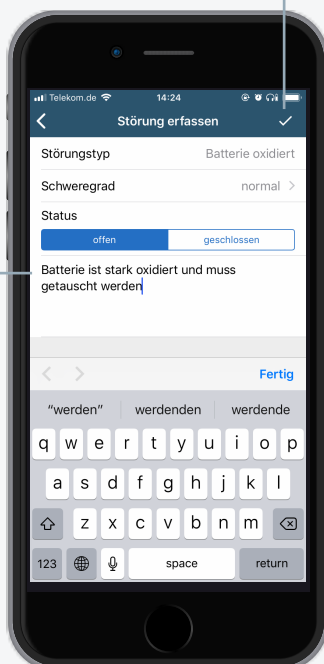 Telekom.de 14:24
Störung erfassen
Störungstyp Batterie oxidiert
Schweregrad normal
Status
offen geschlossen
Batterie ist stark oxidiert und muss
getauscht werden
Fertig
"werden" werdenden werdende
q w e r t y u i o p
a s d f g h j k l
z x c v b n m
123 space return